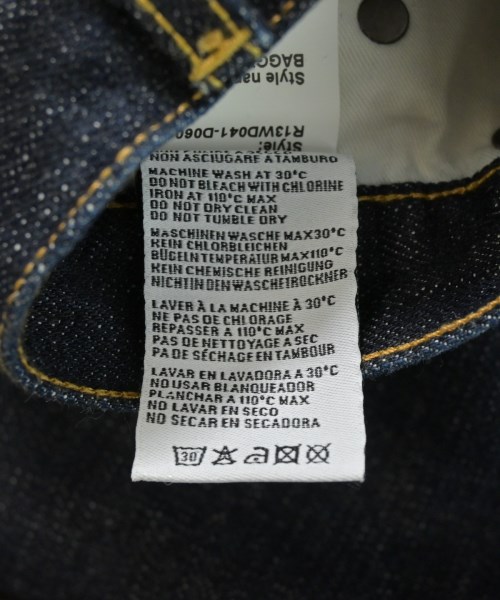 Style:
R13WD041-D060
Style nam
BAGG
NON ASCIUGARE A TAMBURO
MACHINE WASH AT 30°C
DO NOT BLEACH WITH CHLORINE
IRON AT 110°C MAX
DO NOT DRY CLEAN
DO NOT TUMBLE DRY
MASCHINEN WASCHE MAX30°C
KEIN CHLORBLEICHEN
BÜGELN TEMPERATUR MAX110°C
KEIN CHEMISCHE REINIGUNG
NICHT IN DEN WASCHETROCKNER
LAVER À LA MACHINE À 30°C
NE PAS DE CHLORAGE
REPASSER A 110°C MAX
PAS DE NETTOYAGE A SEC
PA DE SÉCHAGE EN TAMBOUR
LAVAR EN LAVADORA A 30°C
NO USAR BLANQUEADOR
PLANCHAR A 110°C MAX
NO LAVAR EN SECO
NO SECAR EN SECADORA
30